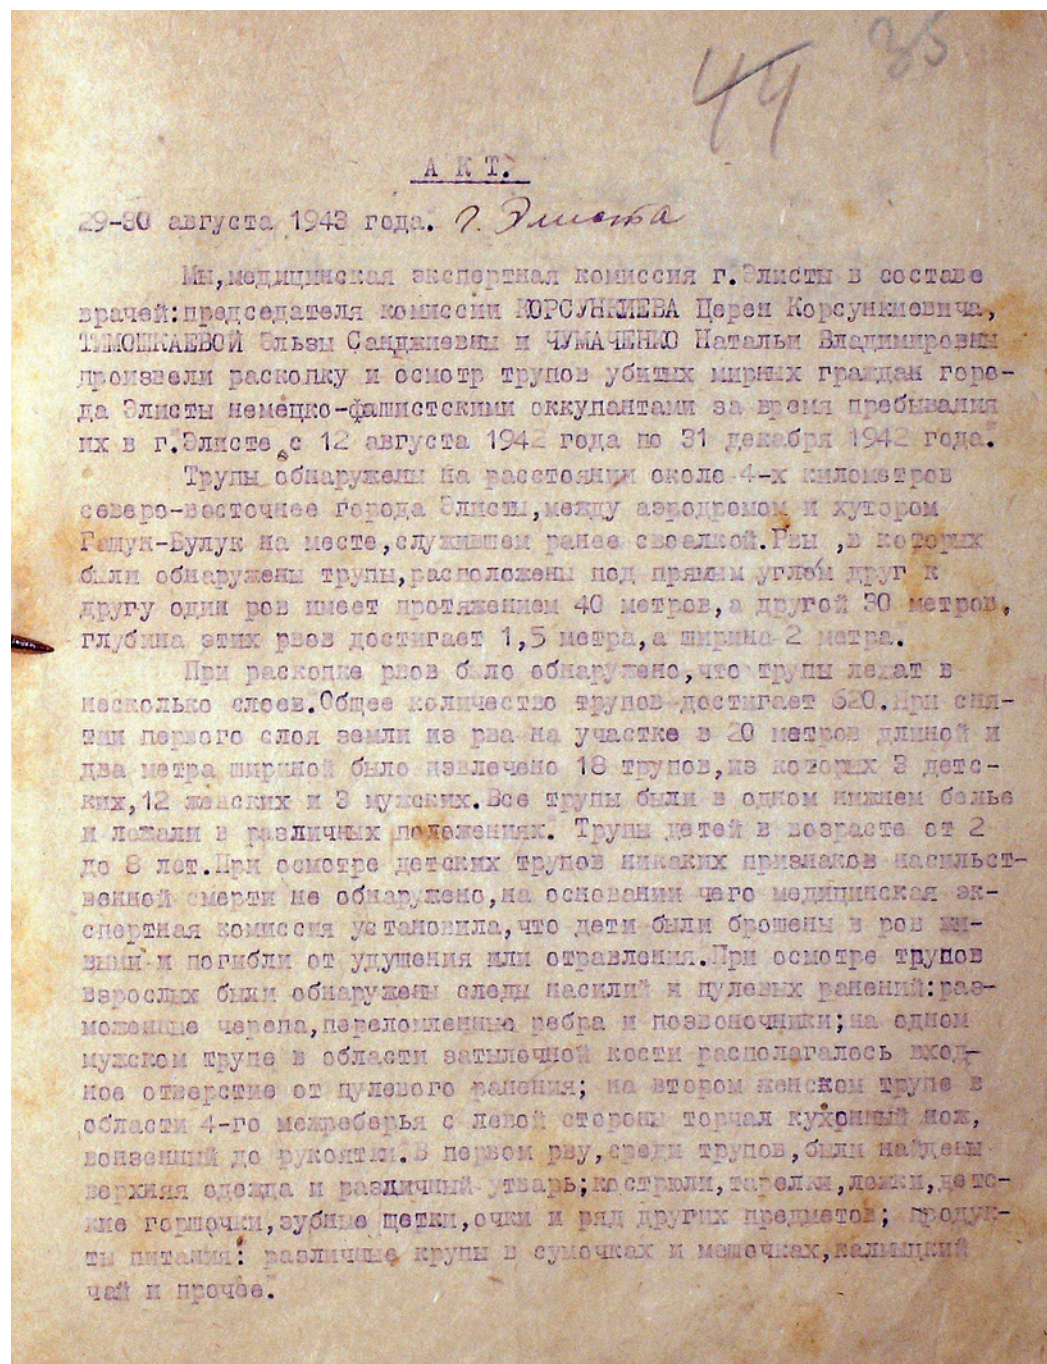 35
44
А К Т.
29-30 августа 1943 года. г. Элиста
Мы,медицинская экспертная комиссия г.Элисты в составе
врачей:председателя комиссии КОРСУНКИЕВА Церен Корсункиевича,
ТИМОШКАЕВОЙ Эльзы Санджиевны и ЧУМАЧЕНКО Натальи Владимировны
произвели раскопку и осмотр трупов убитых мирных граждан горо-
да Элисты немецко-фашистскими оккупантами за время пребывания
их в г.Элисте с 12 августа 1942 года по 31 декабря 1942 года.
Трупы обнаружены на расстоянии около 4-х километров
северо-восточнее города Элисты,между аэродромом и хутором
Гашун-Булук на месте,служившем ранее свалкой.Рвы ,в которых
были обнаружены трупы,расположены под прямым углом друг к
другу один ров имеет протяжением 40 метров,а другой 30 метров,
глубина этих рвов достигает 1,5 метра,а ширина 2 метра.
При раскопке рвов было обнаружено,что трупы лежат в
несколько слоев.Общее количество трупов достигает 620.При сня-
тии первого слоя земли из рва на участке в 20 метров длиной и
два метра шириной было извлечено 18 трупов,из которых 3 детс-
ких,12 женских и 3 мужских.Все трупы были в одном нижнем белье
и лежали в различных положениях. Трупы детей в возрасте от 2
до 8 лет.При осмотре детских трупов никаких признаков насильст-
венной смерти не обнаружено,на основании чего медицинская эк-
спертная комиссия установила,что дети были брошены в ров жи-
выми и погибли от удушения или отравления.При осмотре трупов
взрослых были обнаружены следы насилий и пулевых ранений:раз-
моженные черепа,переломленные ребра и позвоночники;на одном
мужском трупе в области затылочной кости располагалось вход-
ное отверстие от пулевого ранения; на втором женском трупе в
области 4-го межреберья с левой стороны торчал кухонный нож,
вонзенный до рукоятки.В первом рву,среди трупов,были найдены
верхняя одежда и различный утварь;кастрюли,тарелки,ложки,детс-
кие горшочки,зубные щетки,очки и ряд других предметов; продук-
ты питания: различные крупы в сумочках и мешочках,калмыцкий
чай и прочее.